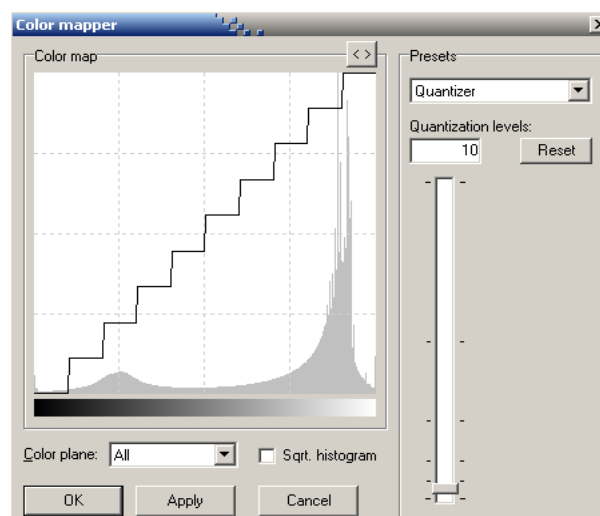 Color mapper
Color map
< >
Presets
Quantizer
Quantization levels:
10
Reset
Color plane:
All
Sqrt. histogram
OK
Apply
Cancel